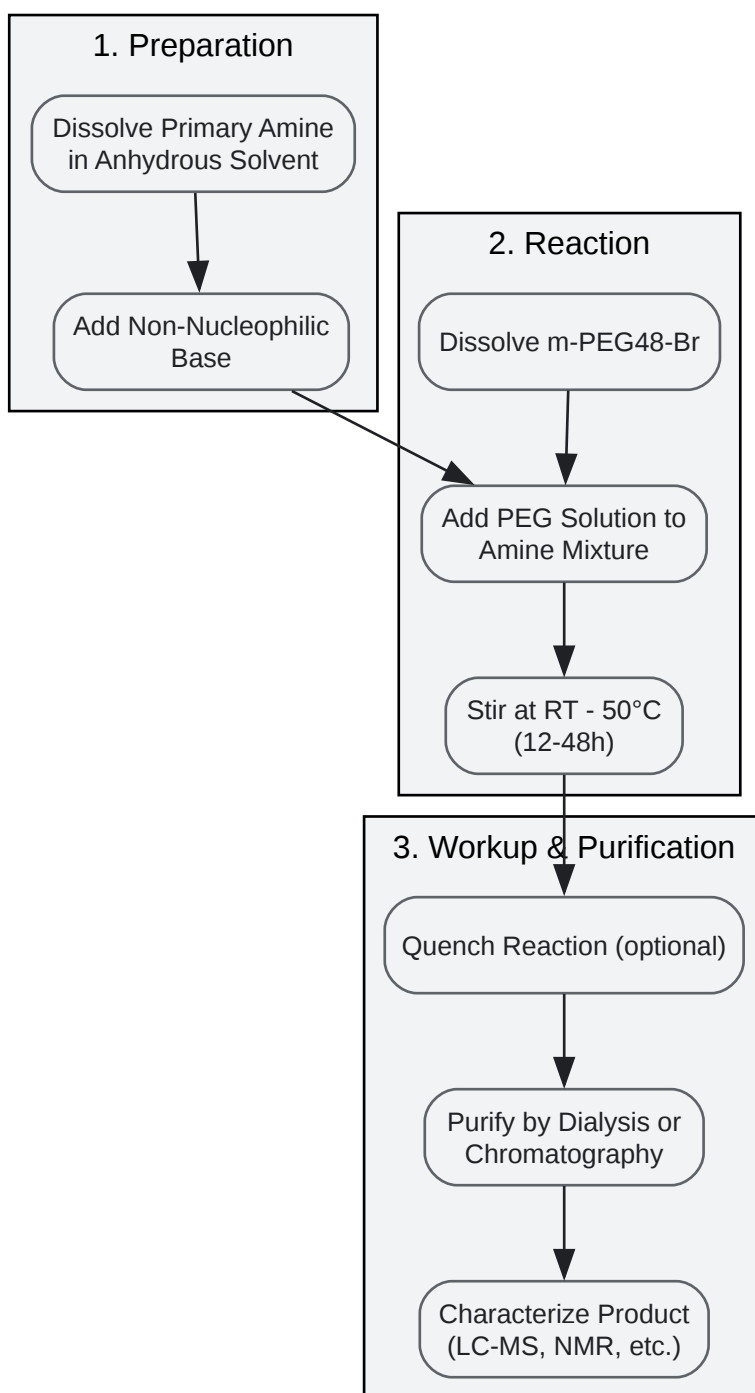 1. Preparation
Dissolve Primary Amine
in Anhydrous Solvent
Add Non-Nucleophilic
Base
2. Reaction
Dissolve m-PEG48-Br
Add PEG Solution to
Amine Mixture
Stir at RT - 50°C
(12-48h)
3. Workup & Purification
Quench Reaction (optional)
Purify by Dialysis or
Chromatography
Characterize Product
(LC-MS, NMR, etc.)